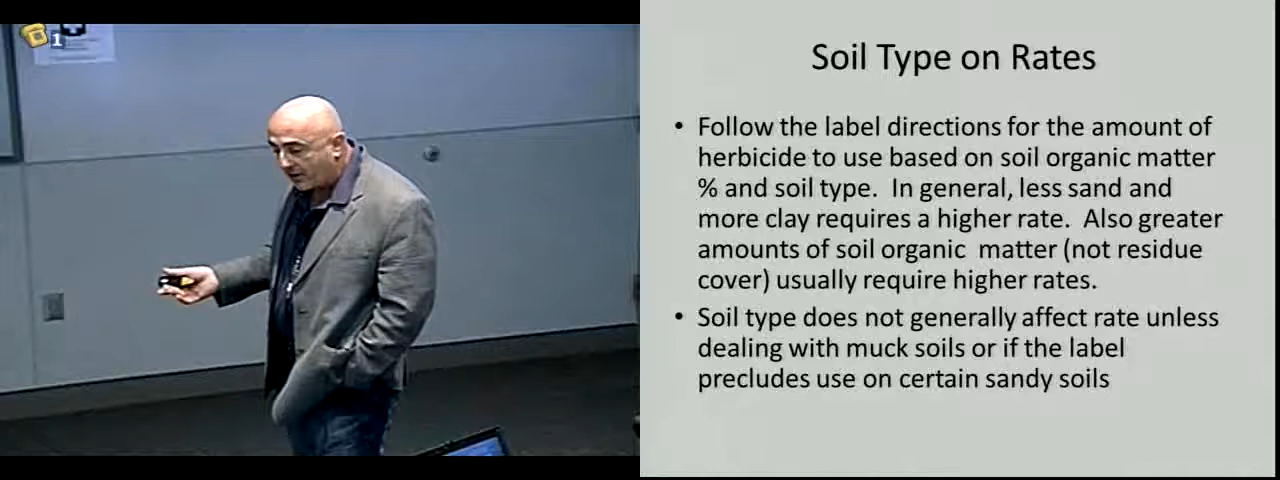 1
Soil Type on Rates
• Follow the label directions for the amount of
herbicide to use based on soil organic matter
% and soil type. In general, less sand and
more clay requires a higher rate. Also greater
amounts of soil organic matter (not residue
cover) usually require higher rates.
• Soil type does not generally affect rate unless
dealing with muck soils or if the label
precludes use on certain sandy soils